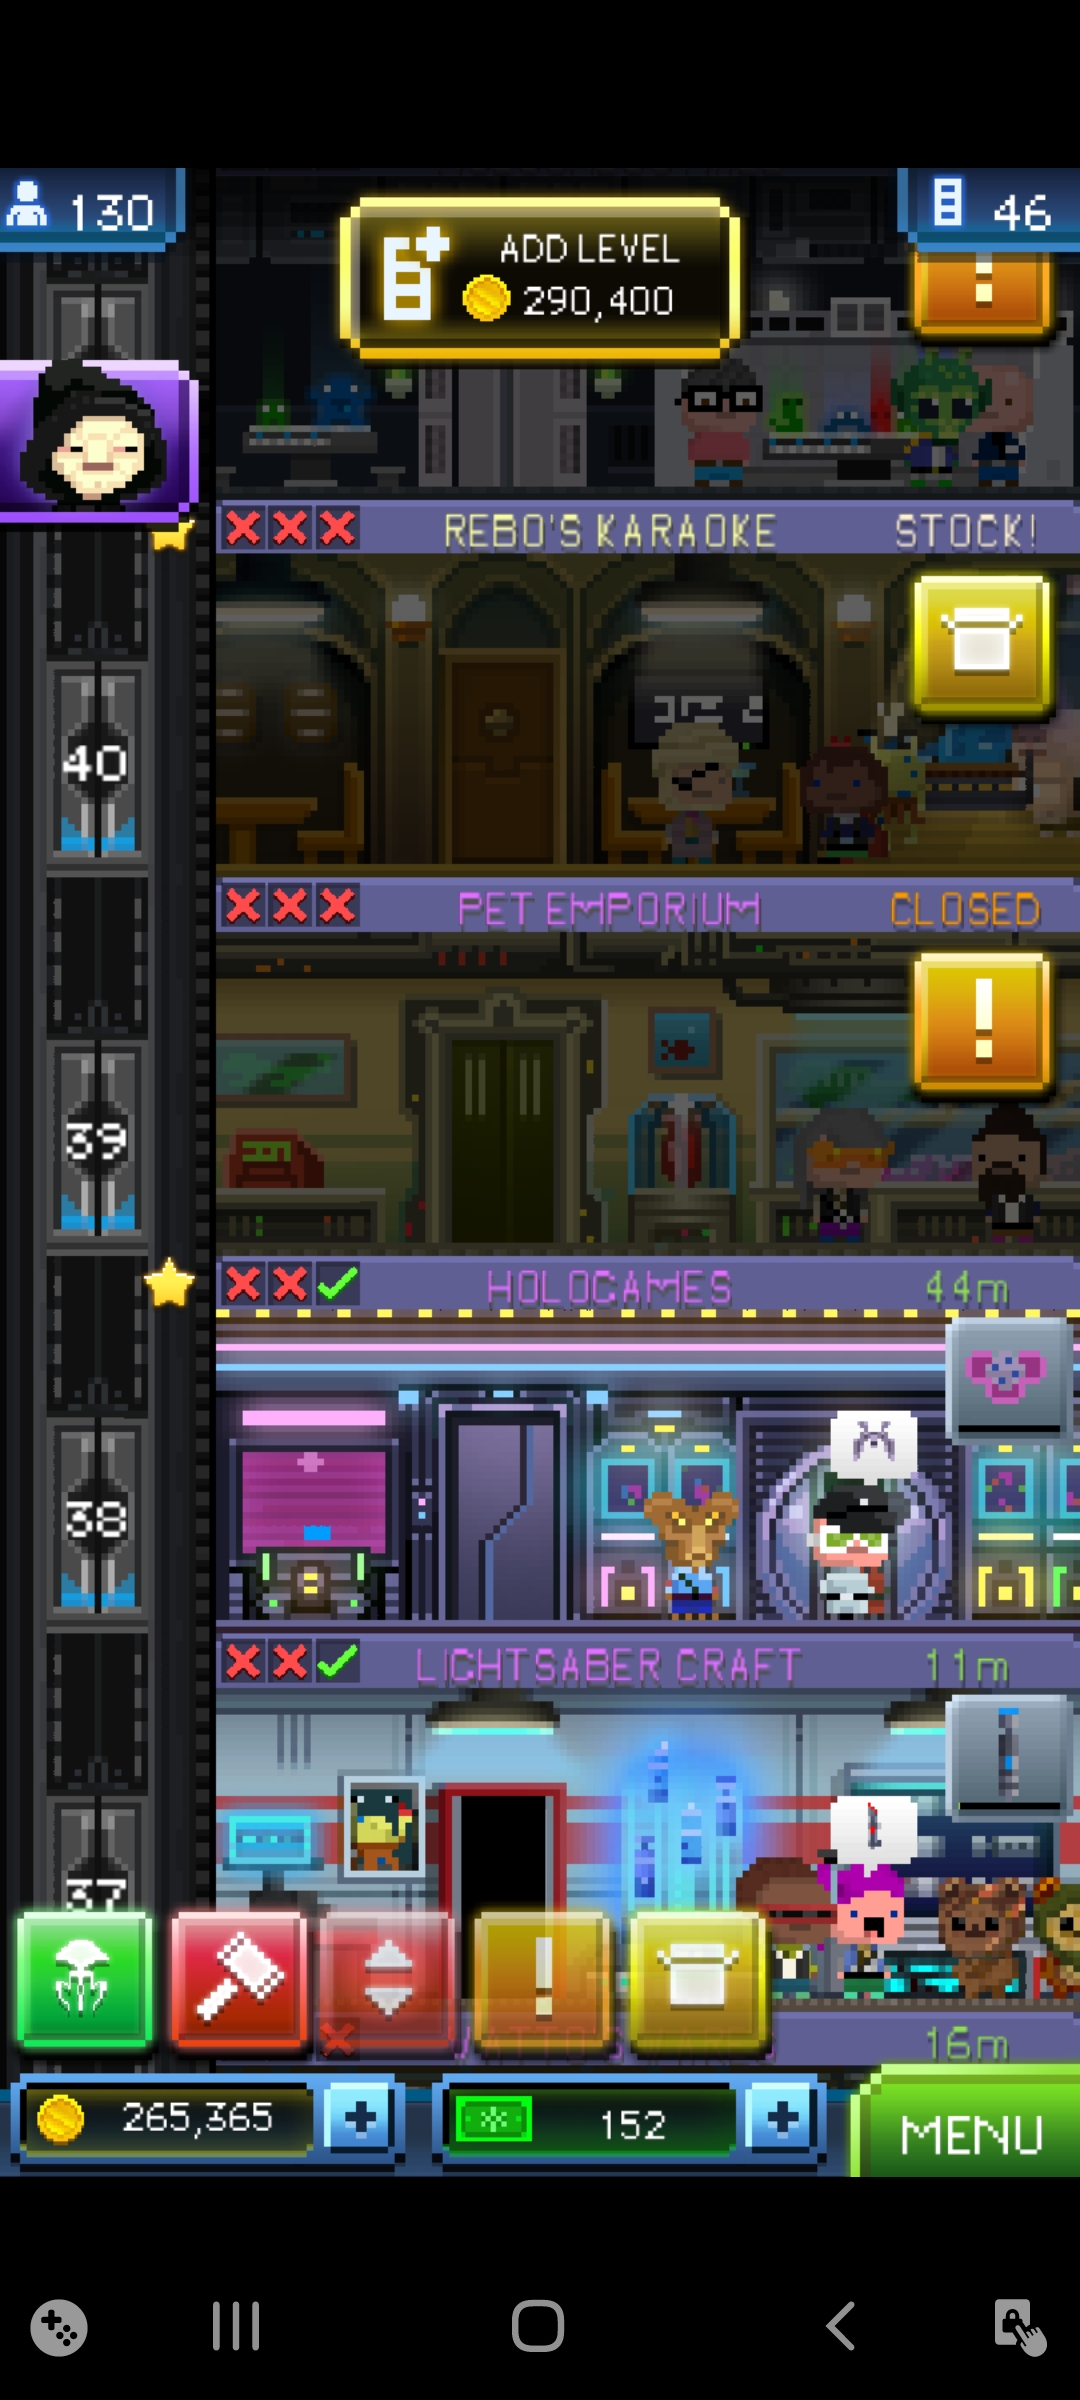 130
ADD LEVEL
290,400
46
REBO'S KARAOKE STOCK!
40
PET EMPORIUM CLOSED
39
HOLOGAMES 44m
38
LIGHTSABER CRAFT 11m
37
16m
265,365
152
MENU